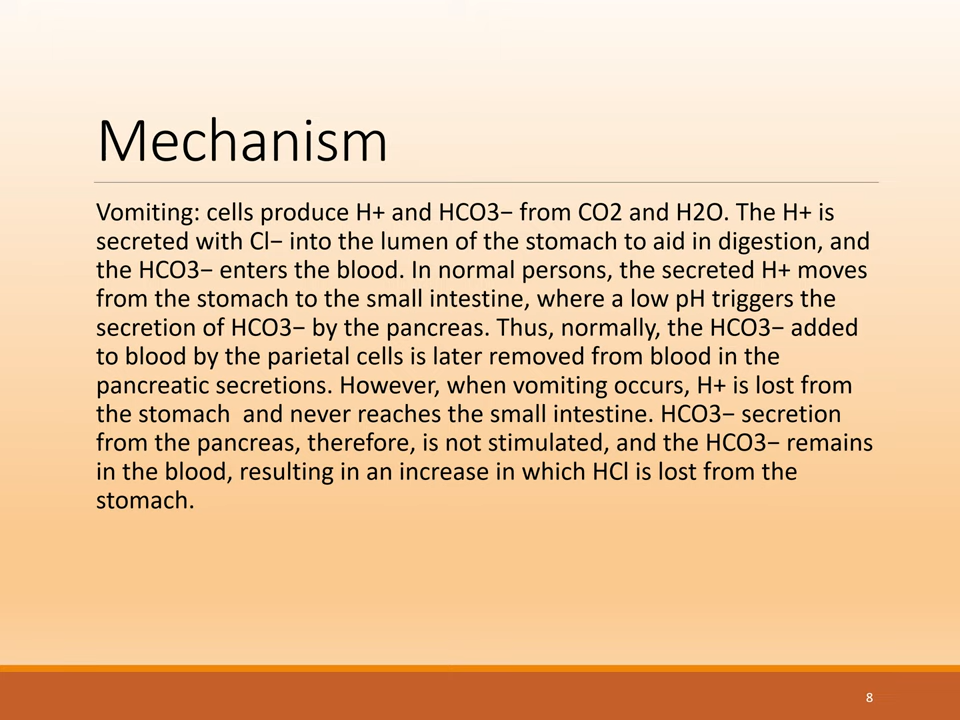 Mechanism
Vomiting: cells produce H+ and HCO3− from CO2 and H2O. The H+ is
secreted with Cl− into the lumen of the stomach to aid in digestion, and
the HCO3− enters the blood. In normal persons, the secreted H+ moves
from the stomach to the small intestine, where a low pH triggers the
secretion of HCO3− by the pancreas. Thus, normally, the HCO3− added
to blood by the parietal cells is later removed from blood in the
pancreatic secretions. However, when vomiting occurs, H+ is lost from
the stomach  and never reaches the small intestine. HCO3− secretion
from the pancreas, therefore, is not stimulated, and the HCO3− remains
in the blood, resulting in an increase in which HCl is lost from the
stomach.
8